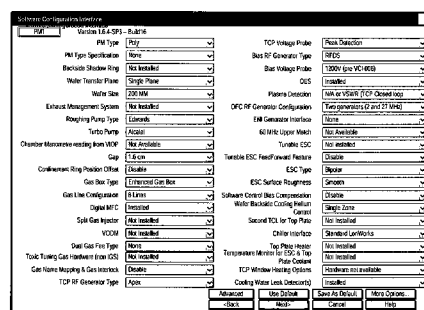 Software Configuration Interface
PM1 Version 1.6.4-SP3 - Build16
PM Type Poly
PM Type Specification None
Backside Shadow Ring Not Installed
Wafer Transfer Plane Single Plane
Wafer Size 200 MM
Exhaust Management System Not Installed
Roughing Pump Type Edwards
Turbo Pump Alcatel
Chamber Manometer reading from VIOP Not Available
Gap 1.6 cm
Confinement Ring Position Offset Disable
Gas Box Type Enhanced Gas Box
Gas Line Configuration 8-Lines
Digital MFC Installed
Split Gas Injector Not Installed
VODM Not Installed
Dual Gas Fire Type None
Toxic Tuning Gas Hardware (non IGS) Not Installed
Gas Name Mapping & Gas Interlock Disable
TCP RF Generator Type Apex
TCP Voltage Probe Peak Detection
Bias RF Generator Type RFDS
Bias Voltage Probe 1200V (pre VCI-008)
OES Installed
Plasma Detection N/A or VSWR (TCP Closed loop
DFC RF Generator Configuration Two generators (2 and 27 MHz)
ENI Generator Interface None
60 MHz Upper Match Not Available
Tunable ESC Not installed
Tunable ESC FeedForward Feature Disable
ESC Type Bipolar
ESC Surface Roughness Smooth
Software Control Bias Compensation Disable
Wafer Backside Cooling Helium Control Single Zone
Second TCU for Top Plate Not Installed
Chiller Interface Standard LonWorks
Top Plate Heater Not Installed
Temperature Monitor for ESC & Top Plate Coolant Not Installed
TCP Window Heating Options Hardware not available
Cooling Water Leak Detector(s) Installed
Advanced Use Default Save As Default More Options...
<Back Next> Cancel Help